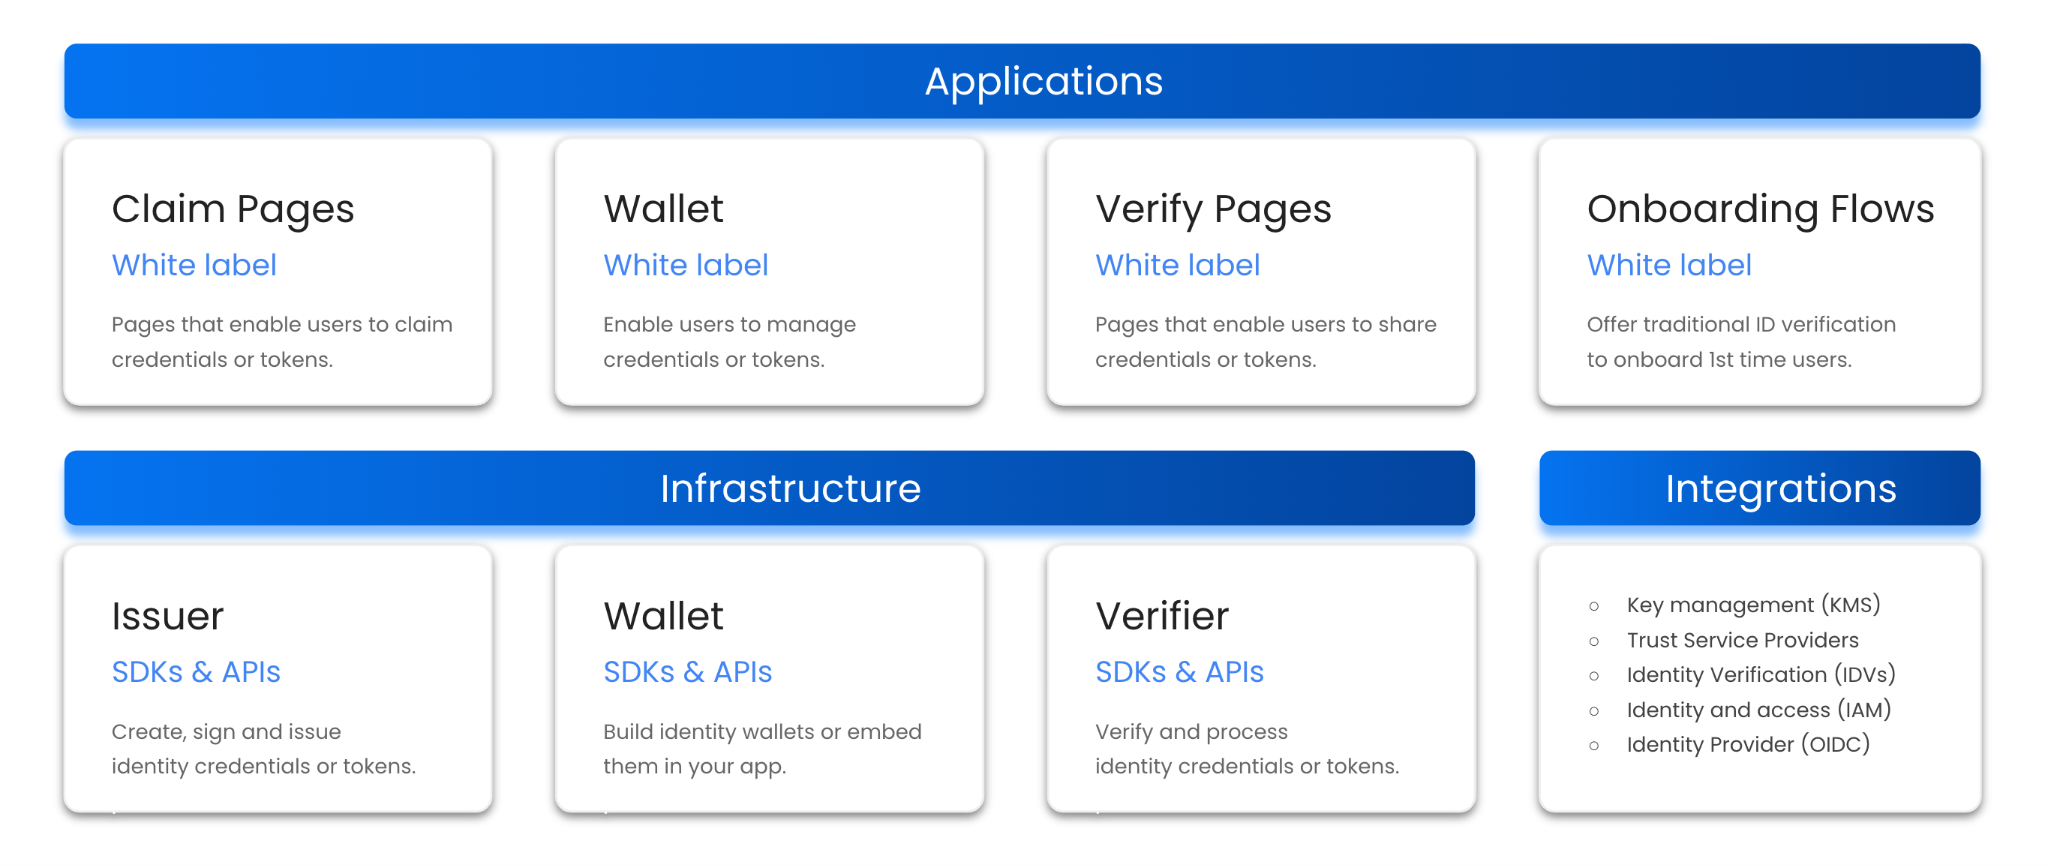 Applications
Claim Pages
White label
Pages that enable users to claim
credentials or tokens.
Wallet
White label
Enable users to manage
credentials or tokens.
Verify Pages
White label
Pages that enable users to share
credentials or tokens.
Onboarding Flows
White label
Offer traditional ID verification
to onboard 1st time users.
Infrastructure
Issuer
SDKs & APIs
Create, sign and issue
identity credentials or tokens.
Wallet
SDKs & APIs
Build identity wallets or embed
them in your app.
Verifier
SDKs & APIs
Verify and process
identity credentials or tokens.
Integrations
○ Key management (KMS)
○ Trust Service Providers
○ Identity Verification (IDVs)
○ Identity and access (IAM)
○ Identity Provider (OIDC)